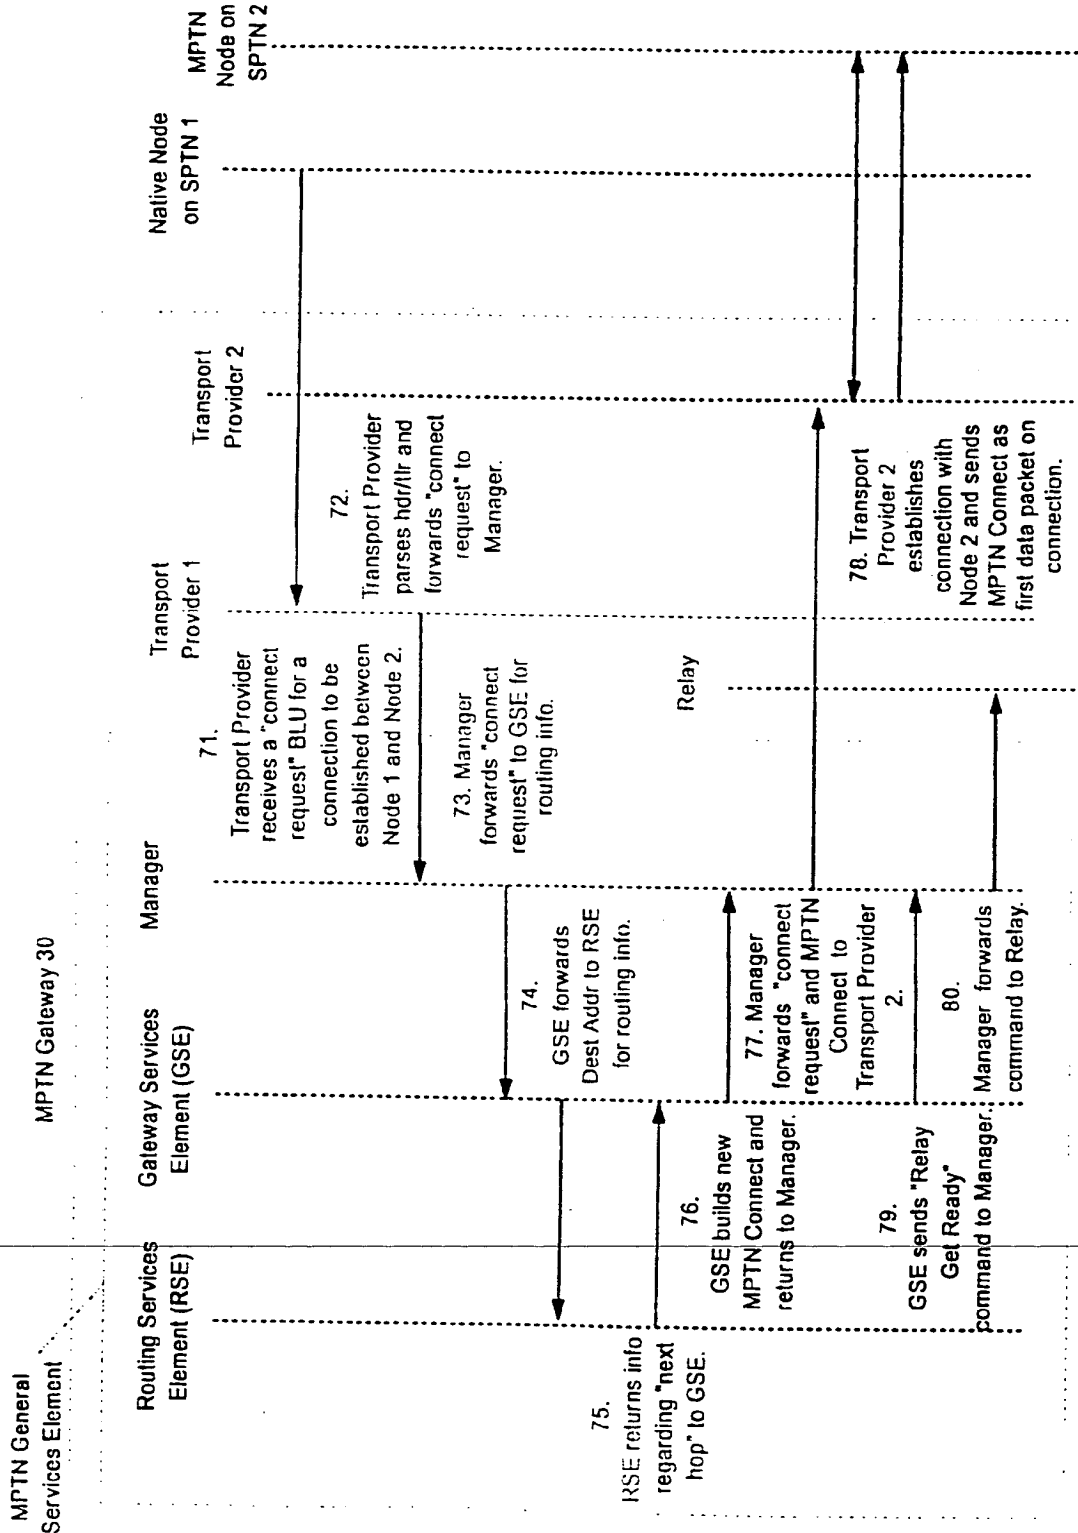 MPTN General
Services Element
MPTN Gateway 30
Routing Services
Element (RSE)
Gateway Services
Element (GSE)
Manager
Transport
Provider 1
Transport
Provider 2
Native Node
on SPTN 1
MPTN
Node on
SPTN 2
71.
Transport Provider
receives a "connect
request" BLU for a
connection to be
established between
Node 1 and Node 2.
72.
Transport Provider
parses hdr/tlr and
forwards "connect
request" to
Manager.
73. Manager
forwards "connect
request" to GSE for
routing info.
74.
GSE forwards
Dest Addr to RSE
for routing info.
75.
RSE returns info
regarding "next
hop" to GSE.
76.
GSE builds new
MPTN Connect and
returns to Manager.
Relay
77. Manager
forwards "connect
request" and MPTN
Connect to
Transport Provider
2.
78. Transport
Provider 2
establishes
connection with
Node 2 and sends
MPTN Connect as
first data packet on
connection.
79.
GSE sends "Relay
Get Ready"
command to Manager.
80.
Manager forwards
command to Relay.